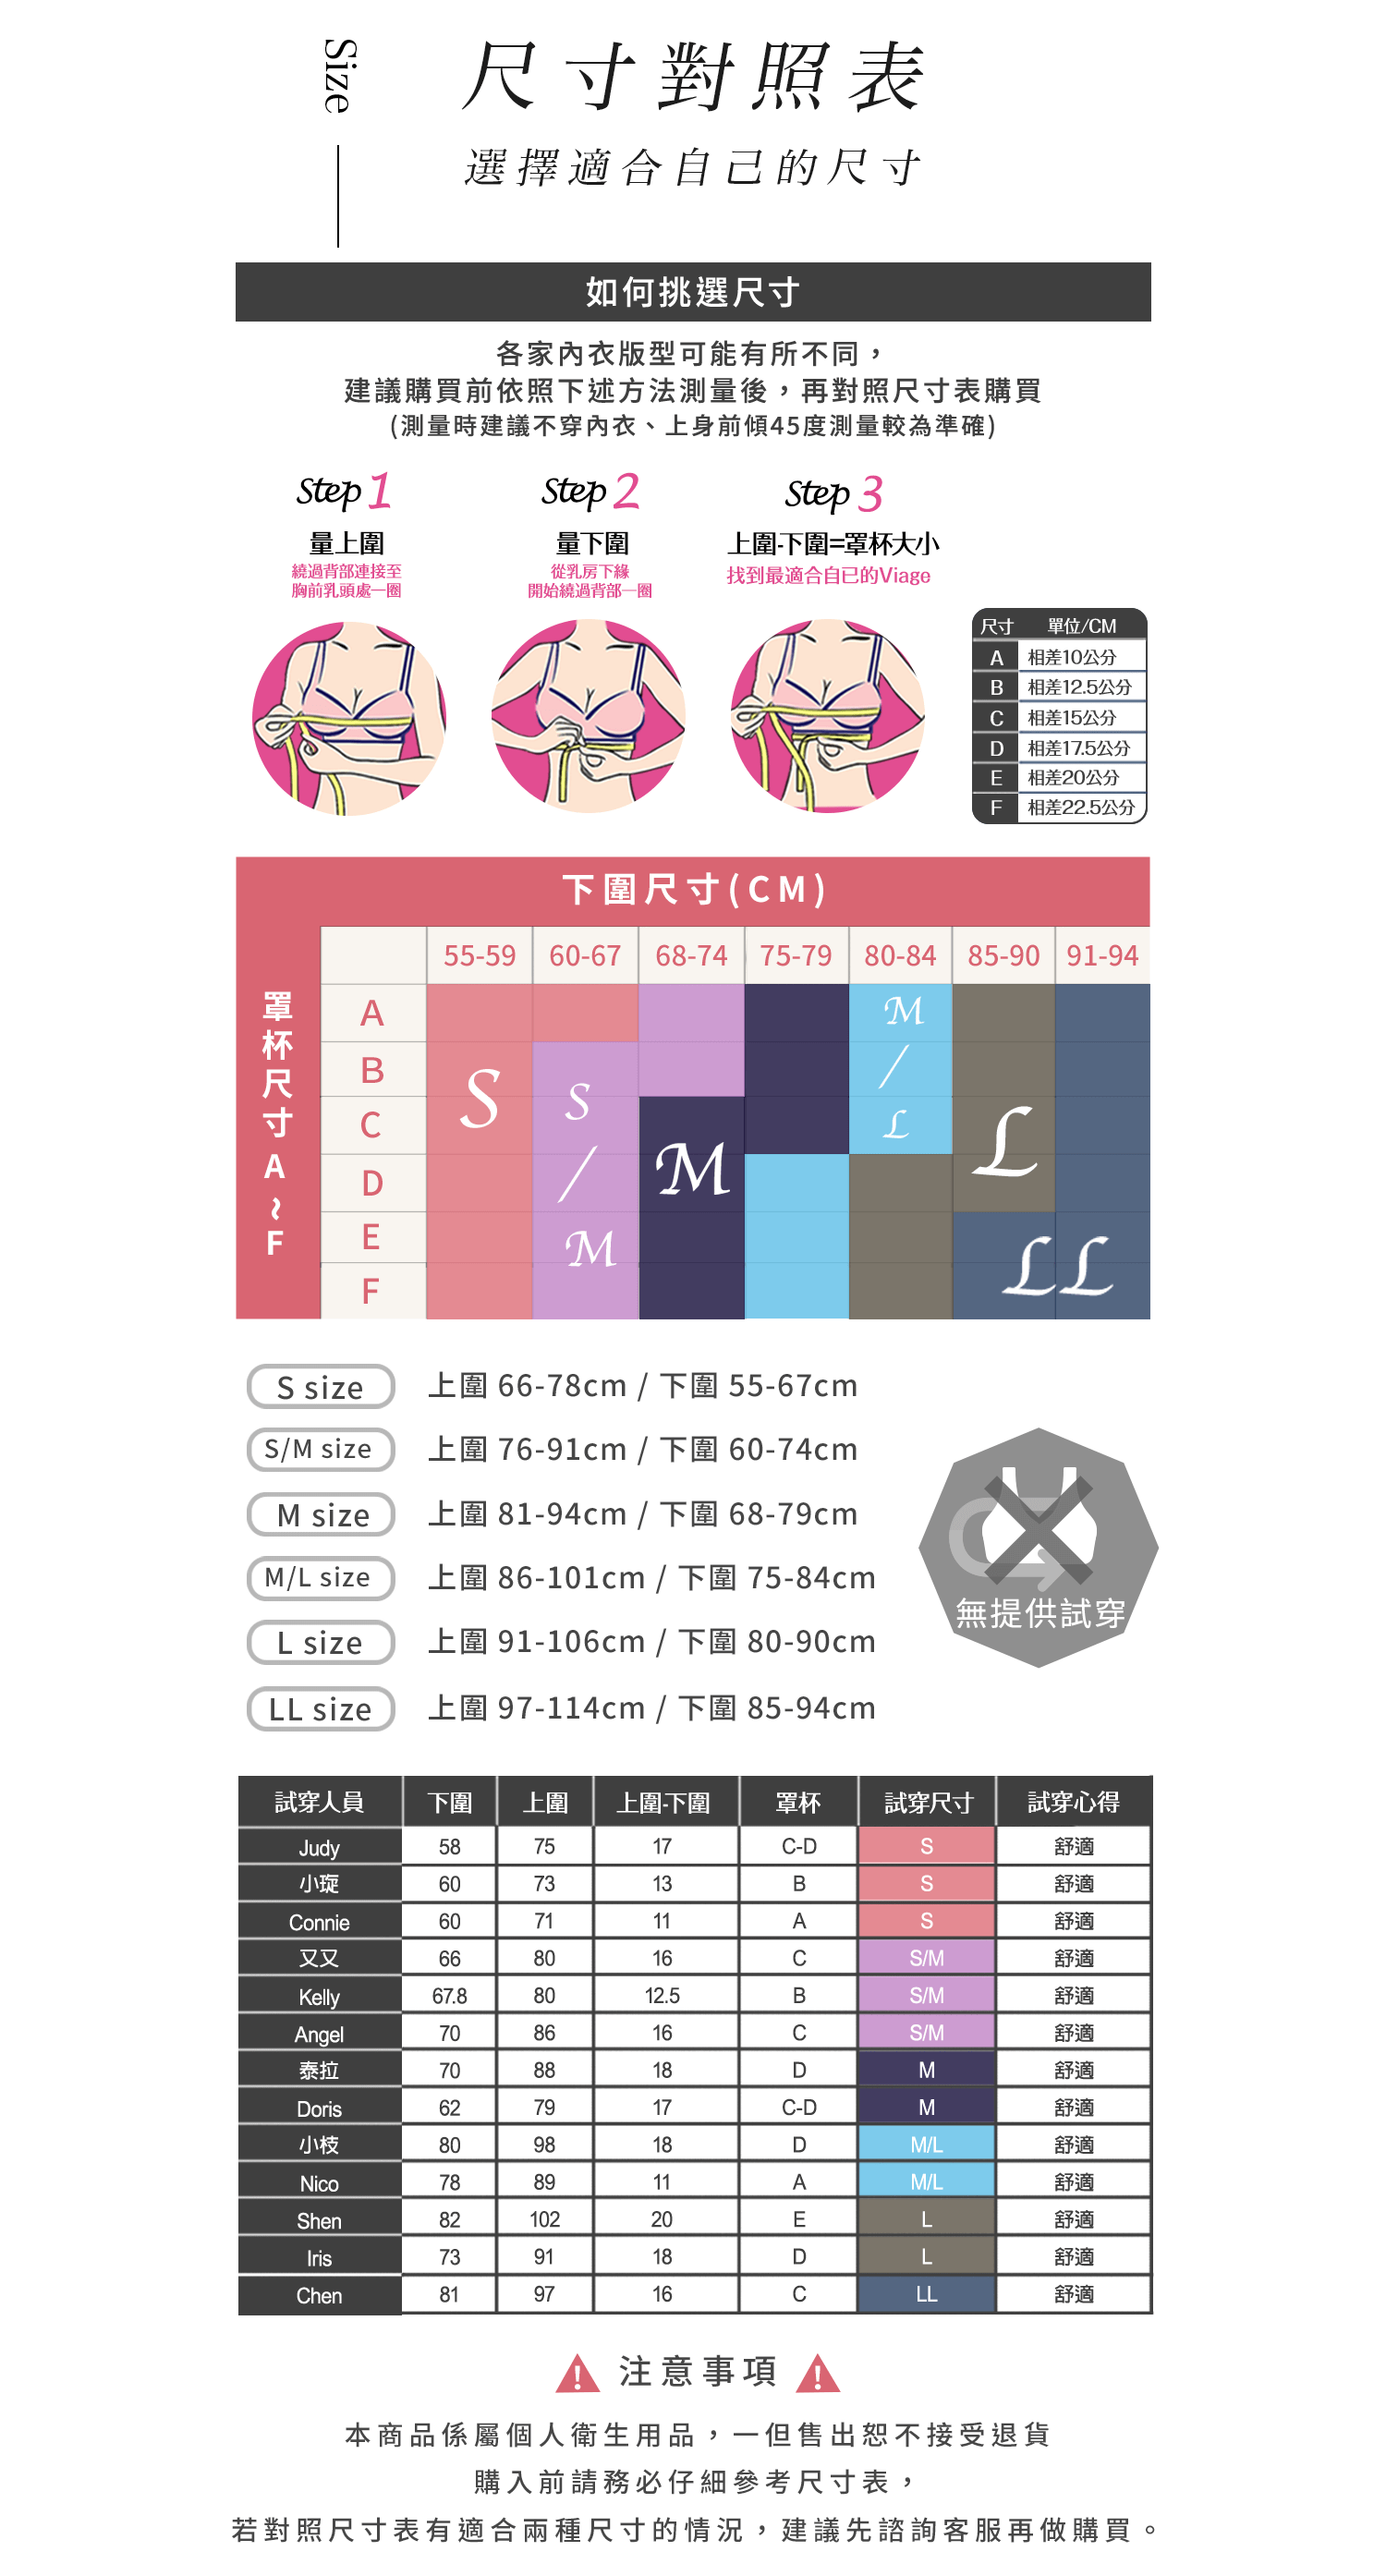 Size
尺寸對照表
選擇適合自己的尺寸
如何挑選尺寸
各家內衣版型可能有所不同，
建議購買前依照下述方法測量後，再對照尺寸表購買
(測量時建議不穿內衣、上身前傾45度測量較為準確)
Step 1
量上圍
繞過背部連接至
胸前乳頭處一圈
Step 2
量下圍
從乳房下緣
開始繞過背部一圈
Step 3
上圍-下圍=罩杯大小
找到最適合自已的Viage
尺寸 單位/CM
A 相差10公分
B 相差12.5公分
C 相差15公分
D 相差17.5公分
E 相差20公分
F 相差22.5公分
下圍尺寸(CM)
罩杯尺寸A~F
55-59 60-67 68-74 75-79 80-84 85-90 91-94
A
B
C
D
E
F
S
S/M
M
M/L
L
LL
S size 上圍 66-78cm / 下圍 55-67cm
S/M size 上圍 76-91cm / 下圍 60-74cm
M size 上圍 81-94cm / 下圍 68-79cm
M/L size 上圍 86-101cm / 下圍 75-84cm
L size 上圍 91-106cm / 下圍 80-90cm
LL size 上圍 97-114cm / 下圍 85-94cm
無提供試穿
試穿人員 下圍 上圍 上圍-下圍 罩杯 試穿尺寸 試穿心得
Judy 58 75 17 C-D S 舒適
小琁 60 73 13 B S 舒適
Connie 60 71 11 A S 舒適
又又 66 80 16 C S/M 舒適
Kelly 67.8 80 12.5 B S/M 舒適
Angel 70 86 16 C S/M 舒適
泰拉 70 88 18 D M 舒適
Doris 62 79 17 C-D M 舒適
小枝 80 98 18 D M/L 舒適
Nico 78 89 11 A M/L 舒適
Shen 82 102 20 E L 舒適
Iris 73 91 18 D L 舒適
Chen 81 97 16 C LL 舒適
注意事項
本商品係屬個人衛生用品，一但售出恕不接受退貨
購入前請務必仔細參考尺寸表，
若對照尺寸表有適合兩種尺寸的情況，建議先諮詢客服再做購買。